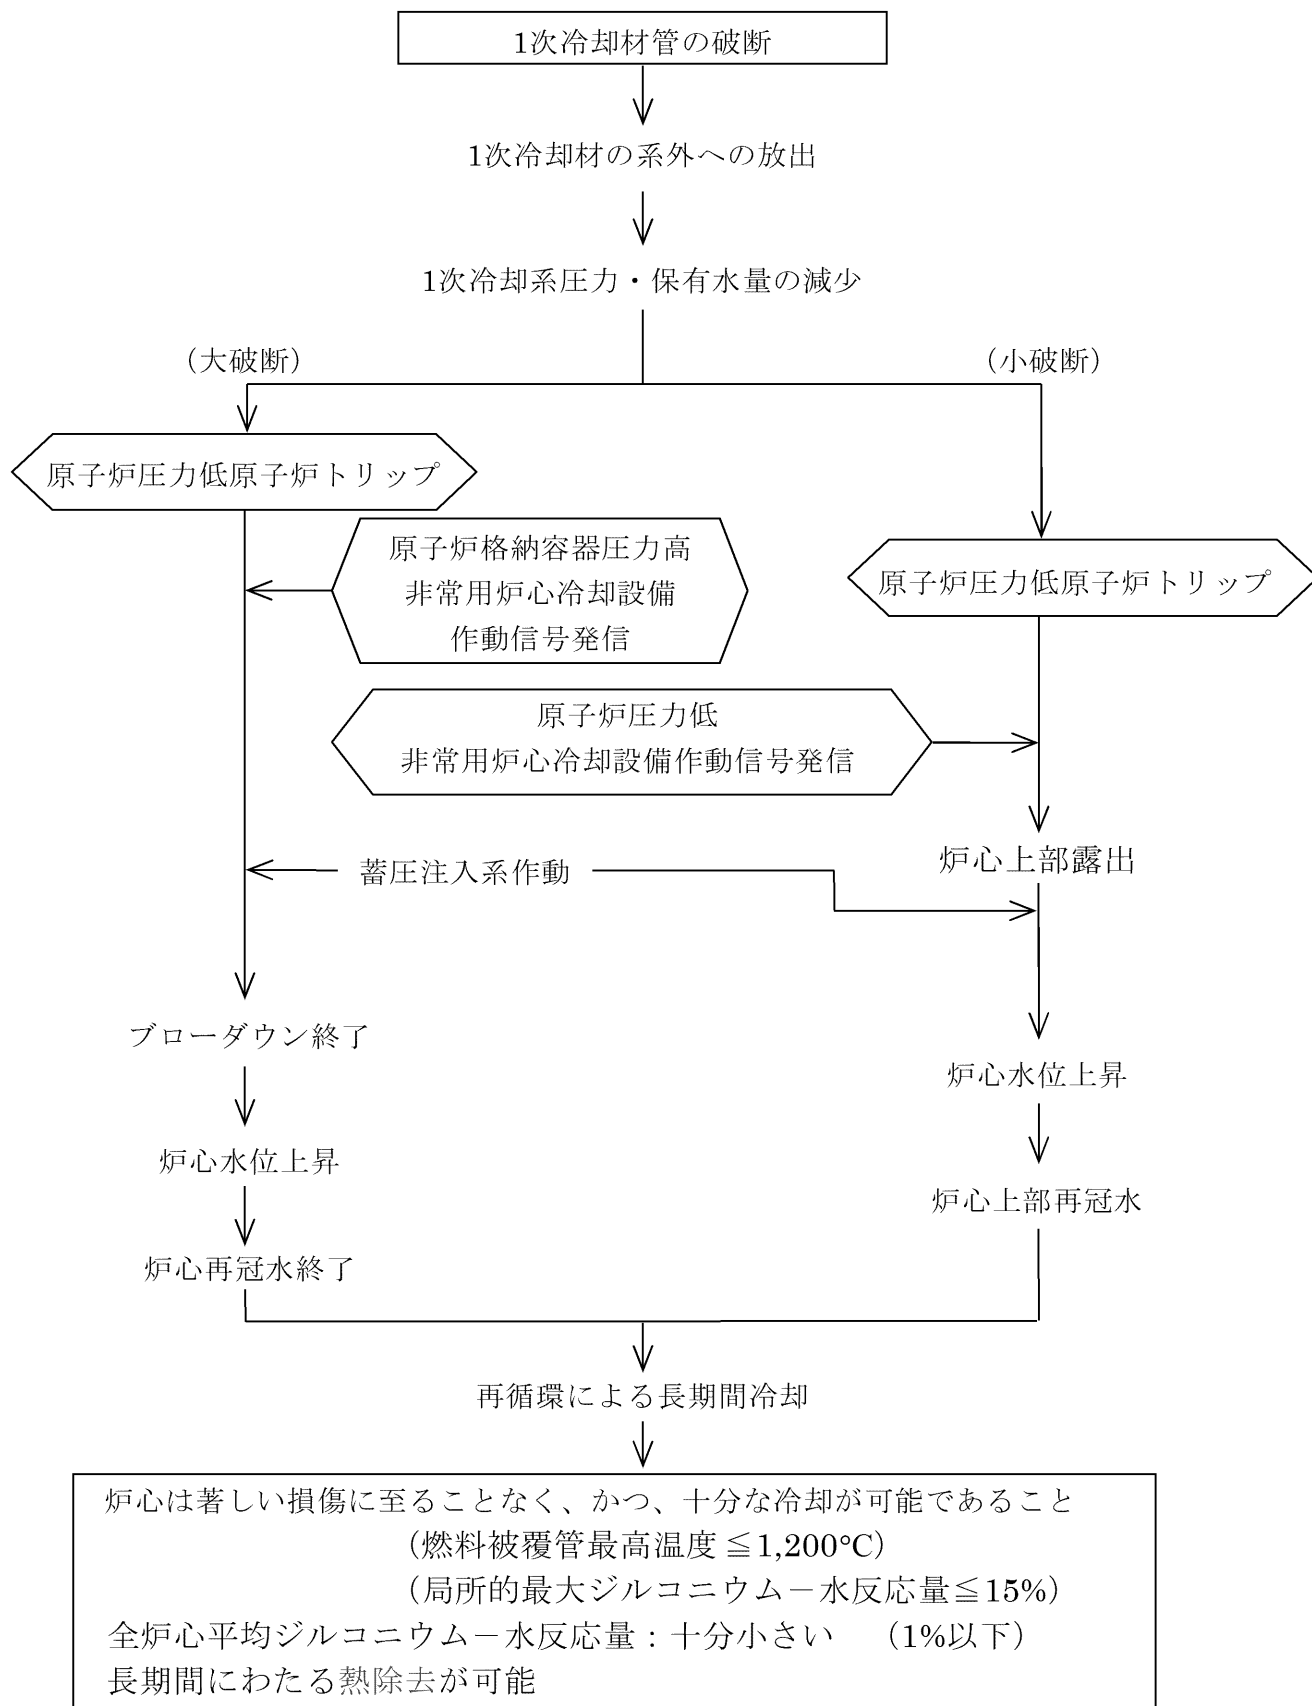 1次冷却材管の破断
1次冷却材の系外への放出
1次冷却系圧力・保有水量の減少
（大破断）
（小破断）
原子炉圧力低原子炉トリップ
原子炉格納容器圧力高
非常用炉心冷却設備
作動信号発信
原子炉圧力低原子炉トリップ
原子炉圧力低
非常用炉心冷却設備作動信号発信
炉心上部露出
蓄圧注入系作動
ブローダウン終了
炉心水位上昇
炉心水位上昇
炉心上部再冠水
炉心再冠水終了
再循環による長期間冷却
炉心は著しい損傷に至ることなく、かつ、十分な冷却が可能であること
（燃料被覆管最高温度≦1,200°C）
（局所的最大ジルコニウム－水反応量≦15%）
全炉心平均ジルコニウム－水反応量：十分小さい　（1%以下）
長期間にわたる熱除去が可能